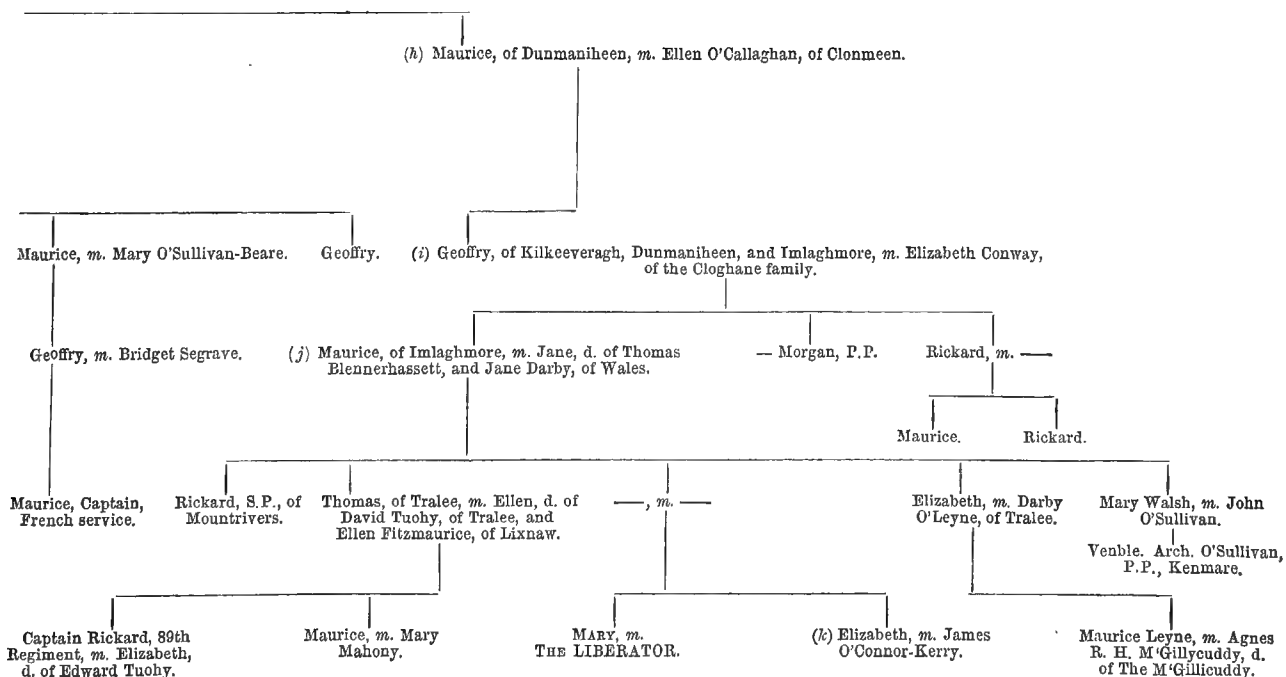 (h) Maurice, of Dunmaniheen, m. Ellen O'Callaghan, of Clonmeen.
Maurice, m. Mary O'Sullivan-Beare.
Geoffry.
(i) Geoffry, of Kilkeeveragh, Dunmaniheen, and Imlaghmore, m. Elizabeth Conway,
of the Cloghane family.
Geoffry, m. Bridget Segrave.
(j) Maurice, of Imlaghmore, m. Jane, d. of Thomas
Blennerhassett, and Jane Darby, of Wales.
— Morgan, P.P.
Rickard, m. —
Maurice.
Rickard.
Maurice, Captain,
French service.
Rickard, S.P., of
Mountrivers.
Thomas, of Tralee, m. Ellen, d. of
David Tuohy, of Tralee, and
Ellen Fitzmaurice, of Lixnaw.
—, m. —
Elizabeth, m. Darby
O'Leyne, of Tralee.
Mary Walsh, m. John
O'Sullivan.
Venble. Arch. O'Sullivan,
P.P., Kenmare.
Captain Rickard, 89th
Regiment, m. Elizabeth,
d. of Edward Tuohy.
Maurice, m. Mary
Mahony.
MARY, m.
THE LIBERATOR.
(k) Elizabeth, m. James
O'Connor-Kerry.
Maurice Leyne, m. Agnes
R. H. M'Gillycuddy, d.
of The M'Gillicuddy.